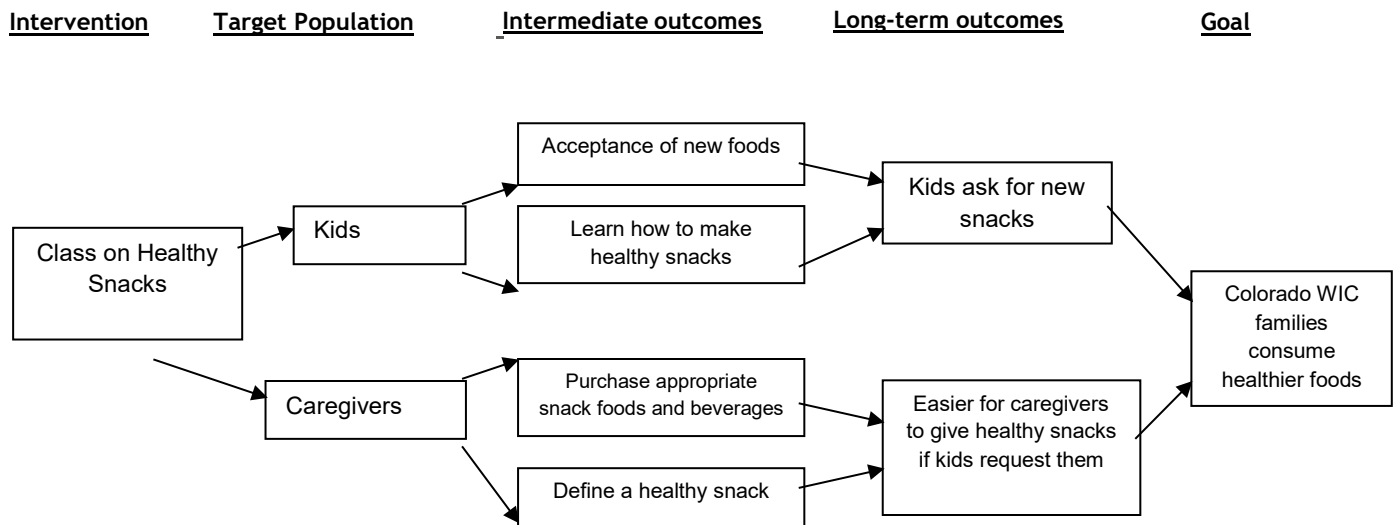 Intervention Target Population Intermediate outcomes Long-term outcomes Goal
Acceptance of new foods
Kids ask for new
snacks
Kids
Learn how to make
healthy snacks
Class on Healthy
Snacks
Colorado WIC
families
consume
healthier foods
Purchase appropriate
snack foods and beverages
Caregivers
Easier for caregivers
to give healthy snacks
if kids request them
Define a healthy snack